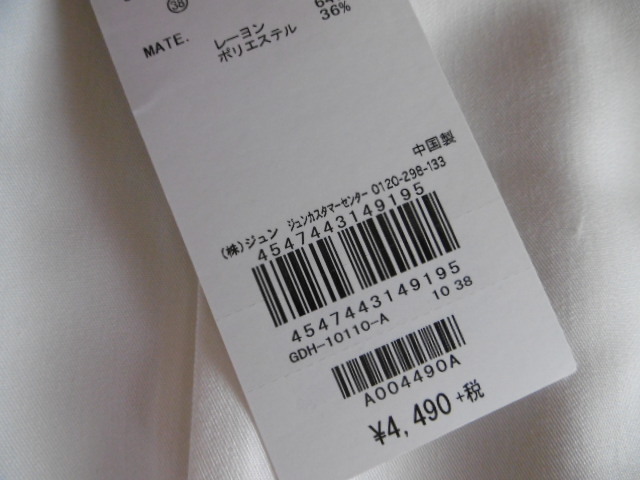 38
MATE. レーヨン
ポリエステル 36%
中国製
(株)ジュン ジュンカスタマーセンター 0120-298-133
4547443149195
4547443149195
GDH-10110-A 10 38
A004490A
¥4,490+税